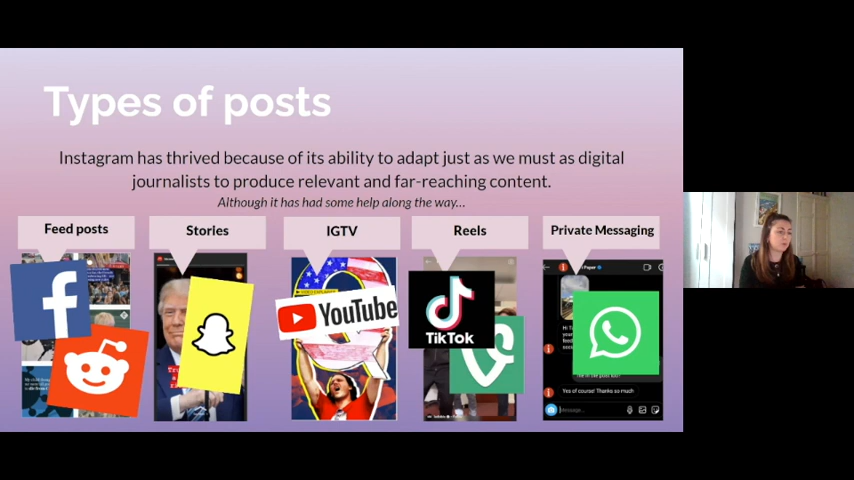 Types of posts
Instagram has thrived because of its ability to adapt just as we must as digital
journalists to produce relevant and far-reaching content.
Although it has had some help along the way...
Feed posts
Stories
IGTV
Reels
Private Messaging
YouTube
TikTok
Paper
Yes of course! Thanks so much
Message...